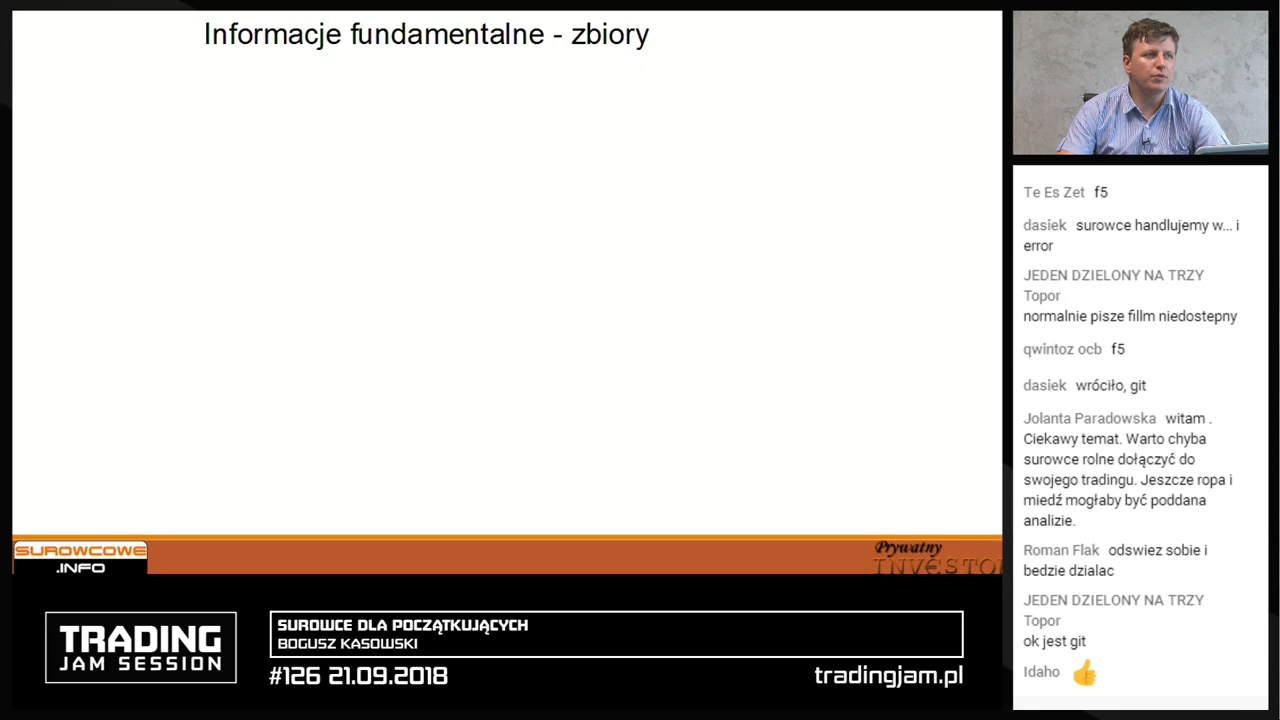 Informacje fundamentalne - zbiory
SUROWCOWE
.INFO
Prywatny
INVESTO
TRADING
JAM SESSION
SUROWCE DLA POCZĄTKUJĄCYCH
BOGUSZ KASOWSKI
#126 21.09.2018
tradingjam.pl
Te Es Zet f5
dasiek surowce handlujemy w... i
error
JEDEN DZIELONY NA TRZY
Topor
normalnie pisze fillm niedostepny
qwintoz ocb f5
dasiek wróciło, git
Jolanta Paradowska witam .
Ciekawy temat. Warto chyba
surowce rolne dołączyć do
swojego tradingu. Jeszcze ropa i
miedź mogłaby być poddana
analizie.
Roman Flak odswiez sobie i
bedzie dzialac
JEDEN DZIELONY NA TRZY
Topor
ok jest git
Idaho 👍